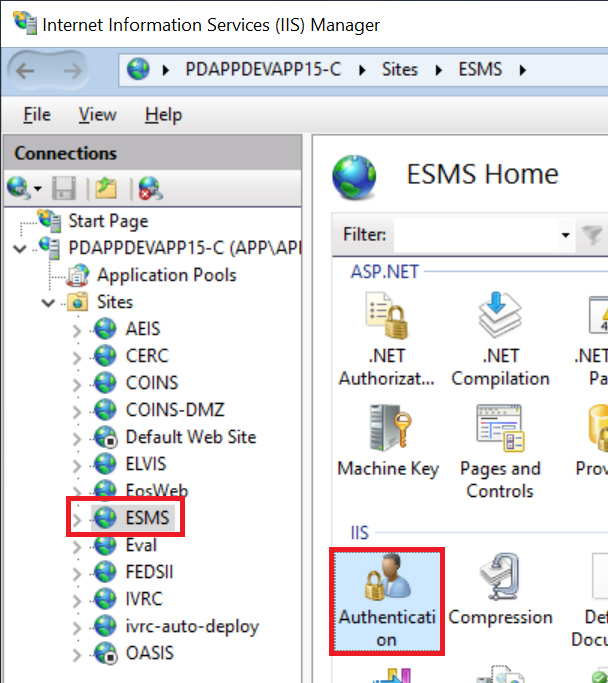 Internet Information Services (IIS) Manager
PDAPPDEVAPP15-C Sites ESMS
File View Help
Connections
Start Page
PDAPPDEVAPP15-C (APP\API
Application Pools
Sites
AEIS
CERC
COINS
COINS-DMZ
Default Web Site
ELVIS
EosWeb
ESMS
Eval
FEDSII
IVRC
ivrc-auto-deploy
OASIS
ESMS Home
Filter:
ASP.NET
.NET
Authorizat...
.NET
Compilation
.NET
Pa
Machine Key
Pages and
Controls
Prov
IIS
Authenticati
on
Compression
Def
Docu